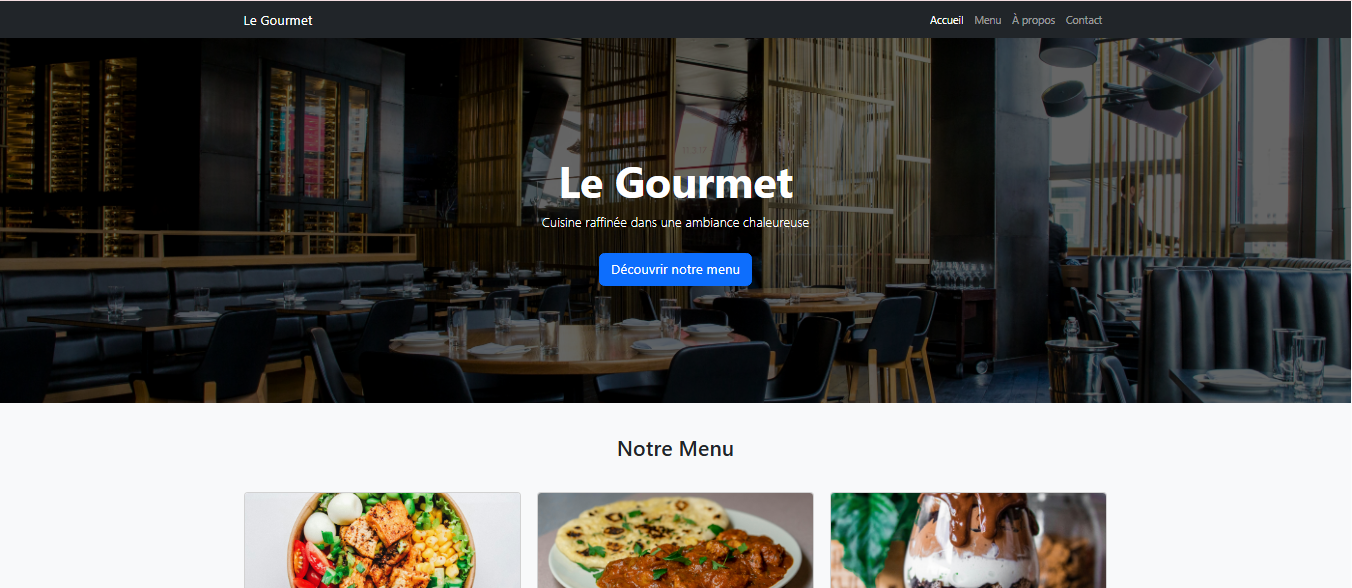 Le Gourmet
Accueil Menu À propos Contact
Le Gourmet
Cuisine raffinée dans une ambiance chaleureuse
Découvrir notre menu
Notre Menu